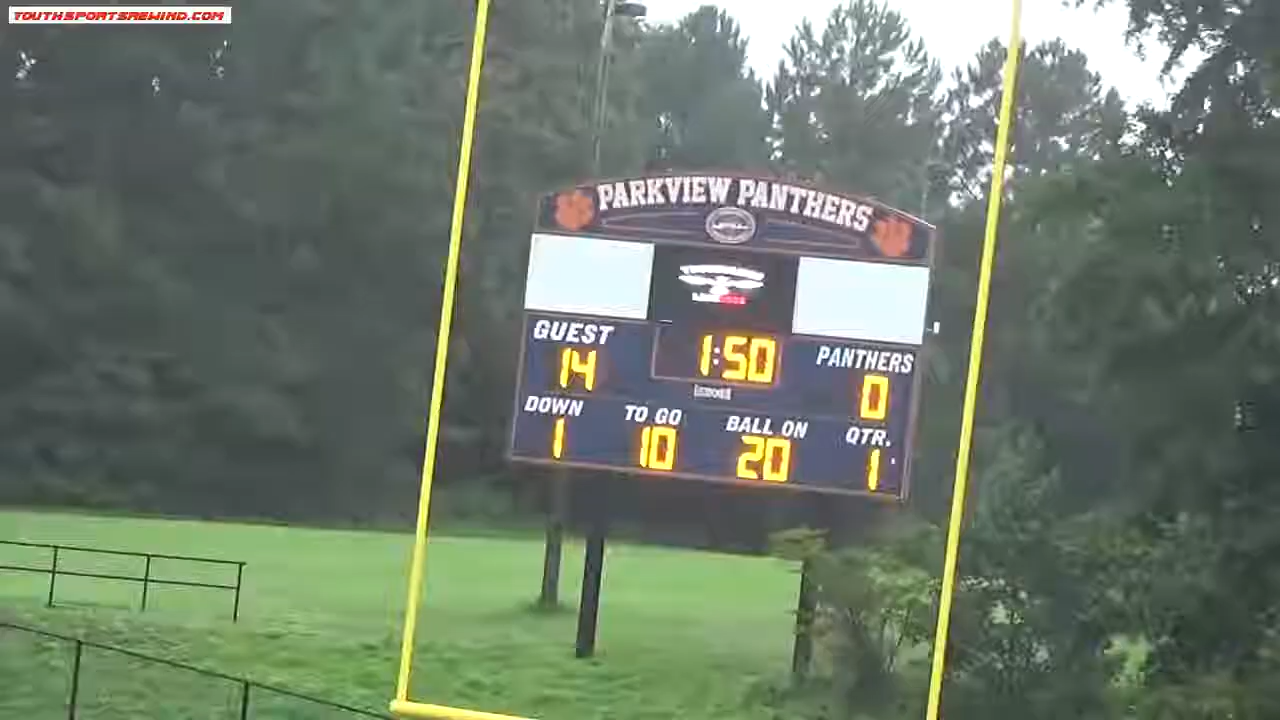 YOUTHSPORTSREWIND.COM
PARKVIEW PANTHERS
GUEST
14
1:50
PANTHERS
0
DOWN
1
TO GO
10
BALL ON
20
QTR.
1